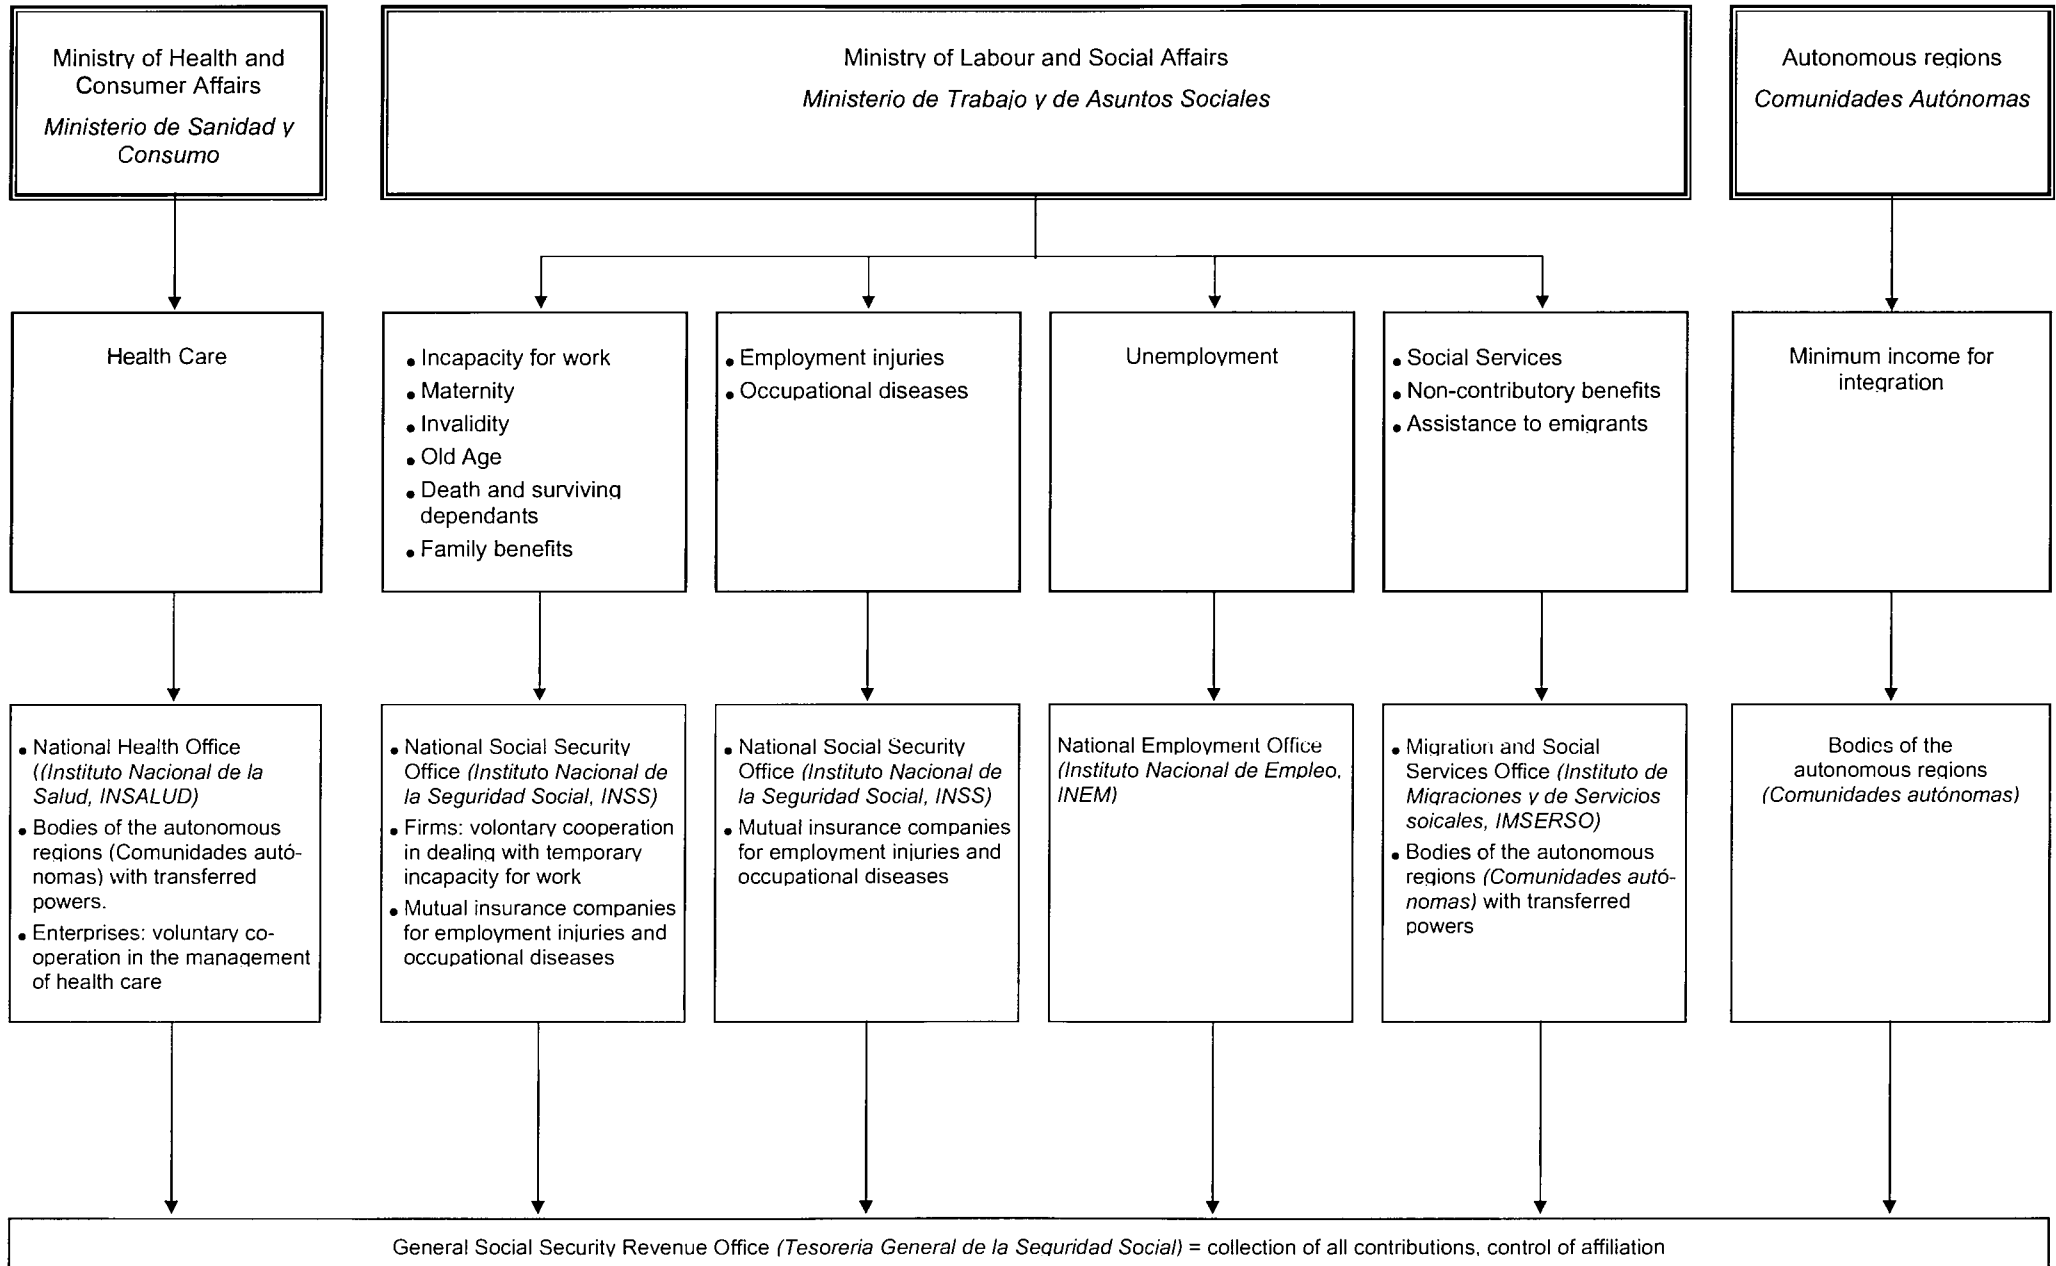 Ministry of Health and
Consumer Affairs
Ministerio de Sanidad y
Consumo
Ministry of Labour and Social Affairs
Ministerio de Trabajo y de Asuntos Sociales
Autonomous regions
Comunidades Autónomas
Health Care
• Incapacity for work
• Maternity
• Invalidity
• Old Age
• Death and surviving
dependants
• Family benefits
• Employment injuries
• Occupational diseases
Unemployment
• Social Services
• Non-contributory benefits
• Assistance to emigrants
Minimum income for
integration
• National Health Office
((Instituto Nacional de la
Salud, INSALUD)
• Bodies of the autonomous
regions (Comunidades autó-
nomas) with transferred
powers.
• Enterprises: voluntary co-
operation in the management
of health care
• National Social Security
Office (Instituto Nacional de
la Seguridad Social, INSS)
• Firms: voluntary cooperation
in dealing with temporary
incapacity for work
• Mutual insurance companies
for employment injuries and
occupational diseases
• National Social Security
Office (Instituto Nacional de
la Seguridad Social, INSS)
• Mutual insurance companies
for employment injuries and
occupational diseases
National Employment Office
(Instituto Nacional de Empleo,
INEM)
• Migration and Social
Services Office (Instituto de
Migraciones y de Servicios
soicales, IMSERSO)
• Bodies of the autonomous
regions (Comunidades autó-
nomas) with transferred
powers
Bodies of the
autonomous regions
(Comunidades autónomas)
General Social Security Revenue Office (Tesoreria General de la Seguridad Social) = collection of all contributions, control of affiliation